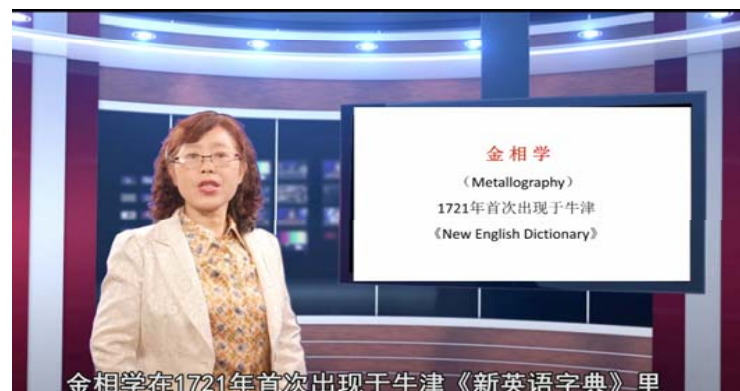 金相学
（Metallography）
1721年首次出现于牛津
《New English Dictionary》
金相学在1721年首次出现于牛津《新英语字典》里